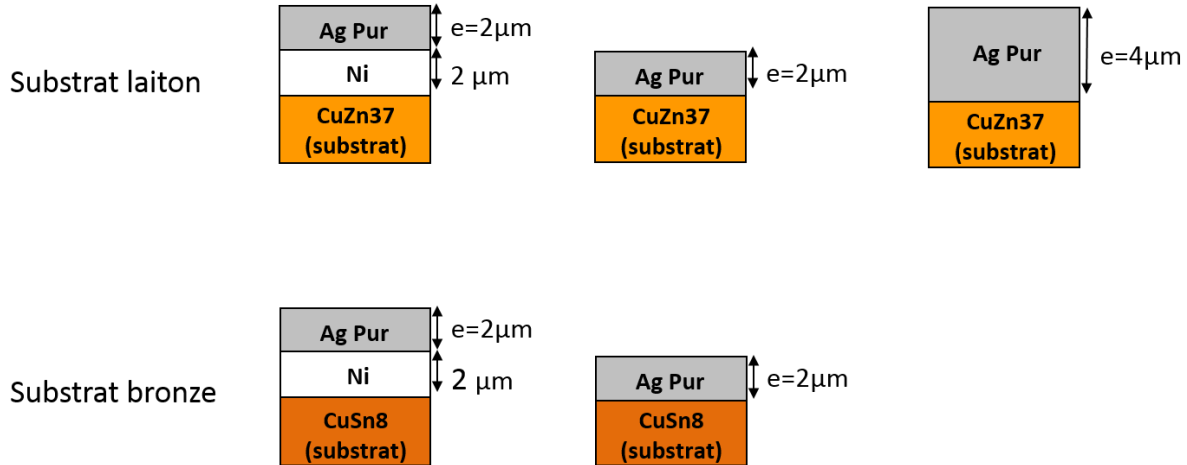 Substrat laiton
Ag Pur
e=2µm
Ni
2 µm
CuZn37
(substrat)
Ag Pur
e=2µm
CuZn37
(substrat)
Ag Pur
e=4µm
CuZn37
(substrat)
Substrat bronze
Ag Pur
e=2µm
Ni
2 µm
CuSn8
(substrat)
Ag Pur
e=2µm
CuSn8
(substrat)